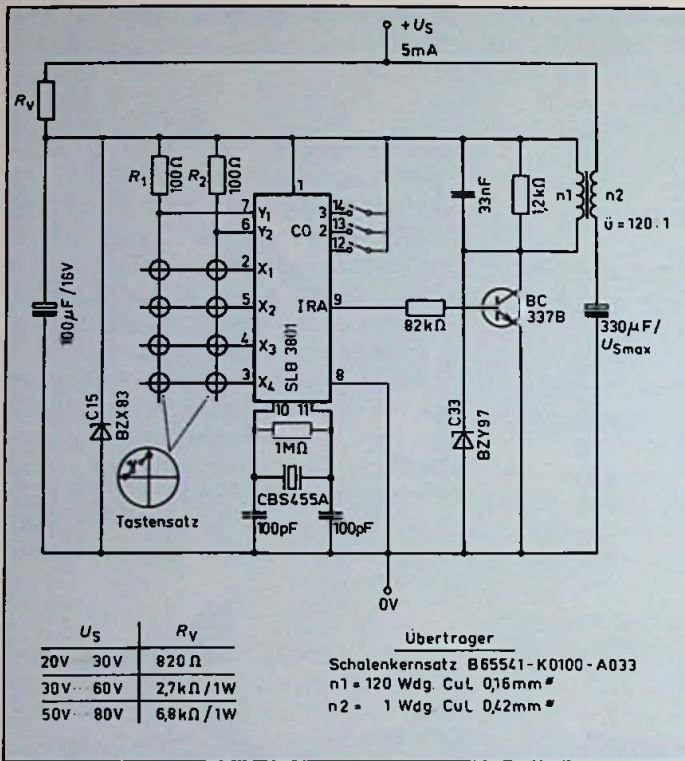 + U_S
5mA
R_V
R_1 100Ω
R_2 100Ω
1
7 Y_1
6 Y_2
3 14
CO 2 13
12
2 X_1
5 X_2
4 X_3
3 X_4
IRA 9
8
SLB 3801
10 11
1MΩ
CBS455A
100pF
100pF
100µF/16V
C15
BZX83
Tastensatz
82kΩ
33nF
1,2kΩ
n1
n2
ü = 120 : 1
BC
337B
330µF/
U_Smax
C33
BZY97
0V
U_S R_V
20V 30V 820 Ω
30V 60V 2,7kΩ/1W
50V 80V 6,8kΩ/1W
Übertrager
Schalenkernsatz B65541-K0100-A033
n1 = 120 Wdg. CuL 0,16mm ø
n2 = 1 Wdg. CuL 0,42mm ø